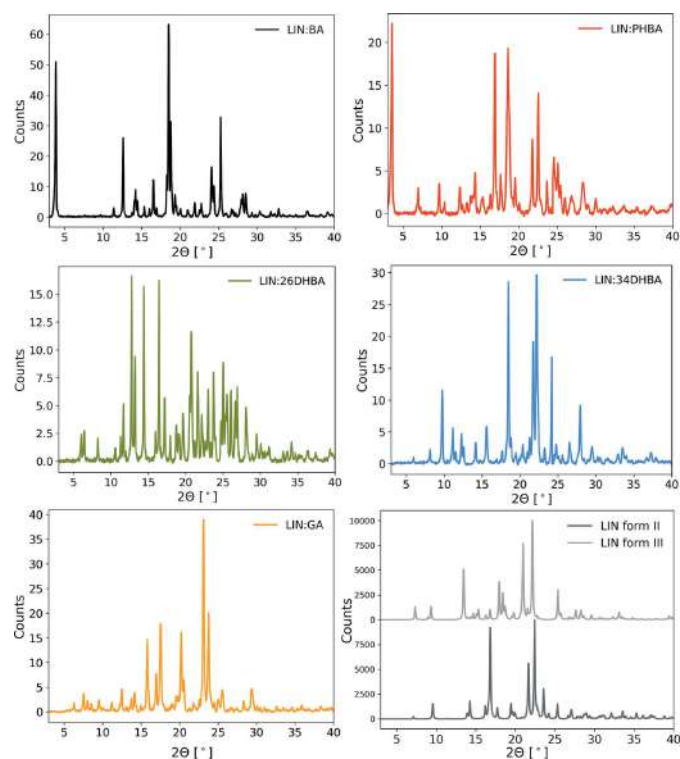 LIN:BA
60
50
40
30
20
10
0
Counts
5 10 15 20 25 30 35 40
2Θ [°]
LIN:PHBA
20
15
10
5
0
Counts
5 10 15 20 25 30 35 40
2Θ [°]
LIN:26DHBA
15.0
12.5
10.0
7.5
5.0
2.5
0.0
Counts
5 10 15 20 25 30 35 40
2Θ [°]
LIN:34DHBA
30
25
20
15
10
5
0
Counts
5 10 15 20 25 30 35 40
2Θ [°]
LIN:GA
40
35
30
25
20
15
10
5
0
Counts
5 10 15 20 25 30 35 40
2Θ [°]
LIN form II
LIN form III
10000
7500
5000
2500
0
7500
5000
2500
0
Counts
5 10 15 20 25 30 35 40
2Θ [°]